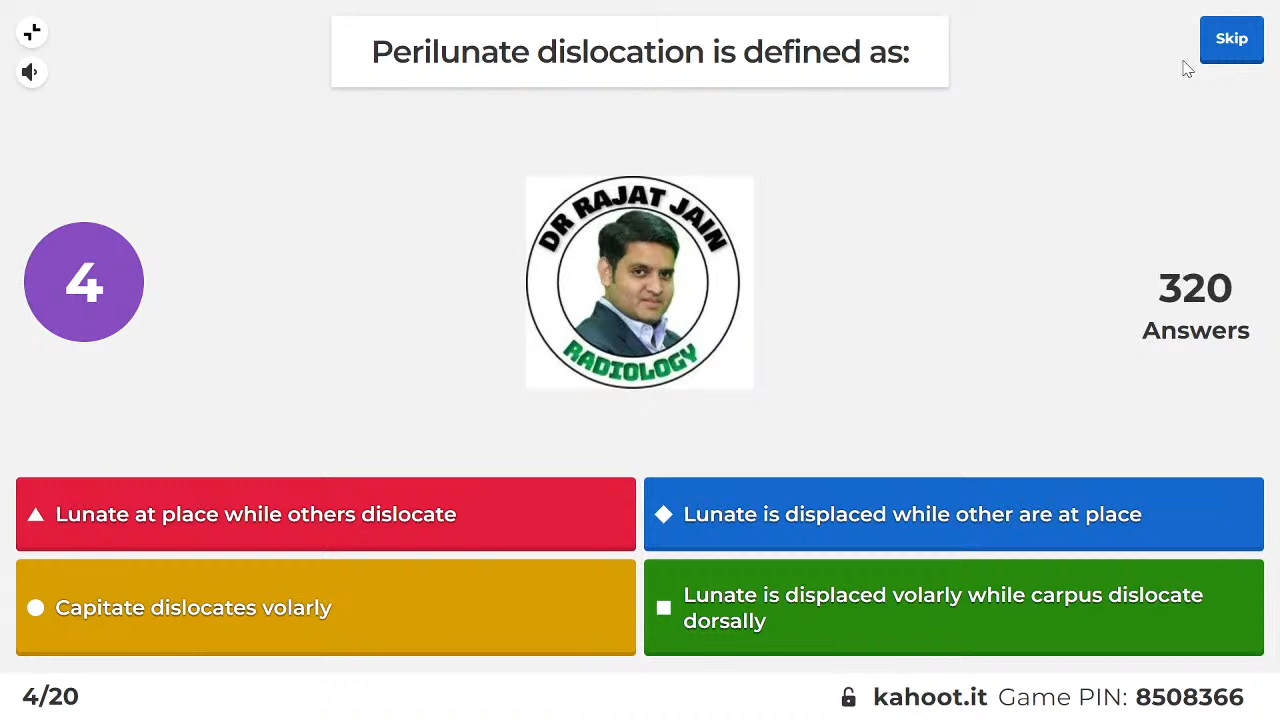 Perilunate dislocation is defined as:
Skip
DR RAJAT JAIN
RADIOLOGY
4
320
Answers
Lunate at place while others dislocate
Lunate is displaced while other are at place
Capitate dislocates volarly
Lunate is displaced volarly while carpus dislocate
dorsally
4/20
kahoot.it Game PIN: 8508366